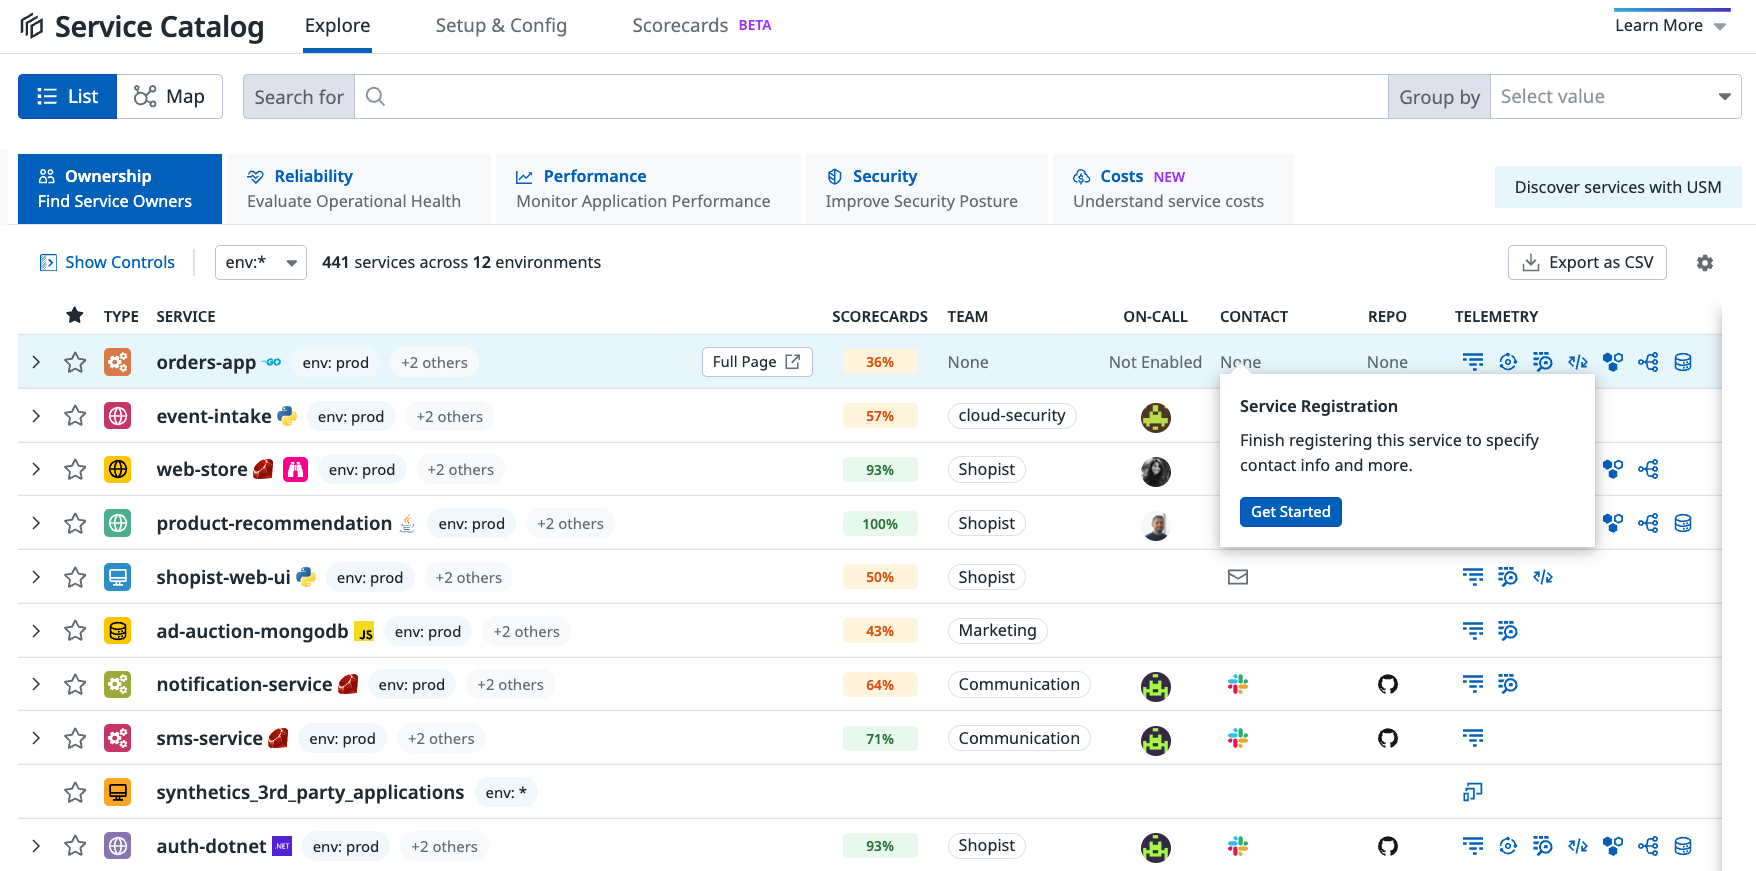 Service Catalog
Explore
Setup & Config
Scorecards BETA
Learn More
List
Map
Search for
Group by
Select value
Ownership
Find Service Owners
Reliability
Evaluate Operational Health
Performance
Monitor Application Performance
Security
Improve Security Posture
Costs NEW
Understand service costs
Discover services with USM
Show Controls
env:*
441 services across 12 environments
Export as CSV
TYPE SERVICE SCORECARDS TEAM ON-CALL CONTACT REPO TELEMETRY
orders-app GO env: prod +2 others Full Page 36% None Not Enabled None None
event-intake env: prod +2 others 57% cloud-security
web-store env: prod +2 others 93% Shopist
product-recommendation env: prod +2 others 100% Shopist
Service Registration
Finish registering this service to specify
contact info and more.
Get Started
shopist-web-ui env: prod +2 others 50% Shopist
ad-auction-mongodb JS env: prod +2 others 43% Marketing
notification-service env: prod +2 others 64% Communication
sms-service env: prod +2 others 71% Communication
synthetics_3rd_party_applications env: *
auth-dotnet .NET env: prod +2 others 93% Shopist